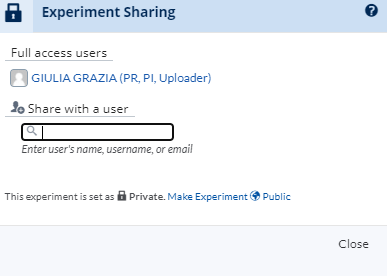 Experiment Sharing ?
Full access users
GIULIA GRAZIA (PR, PI, Uploader)
Share with a user
Enter user's name, username, or email
This experiment is set as Private. Make Experiment Public
Close